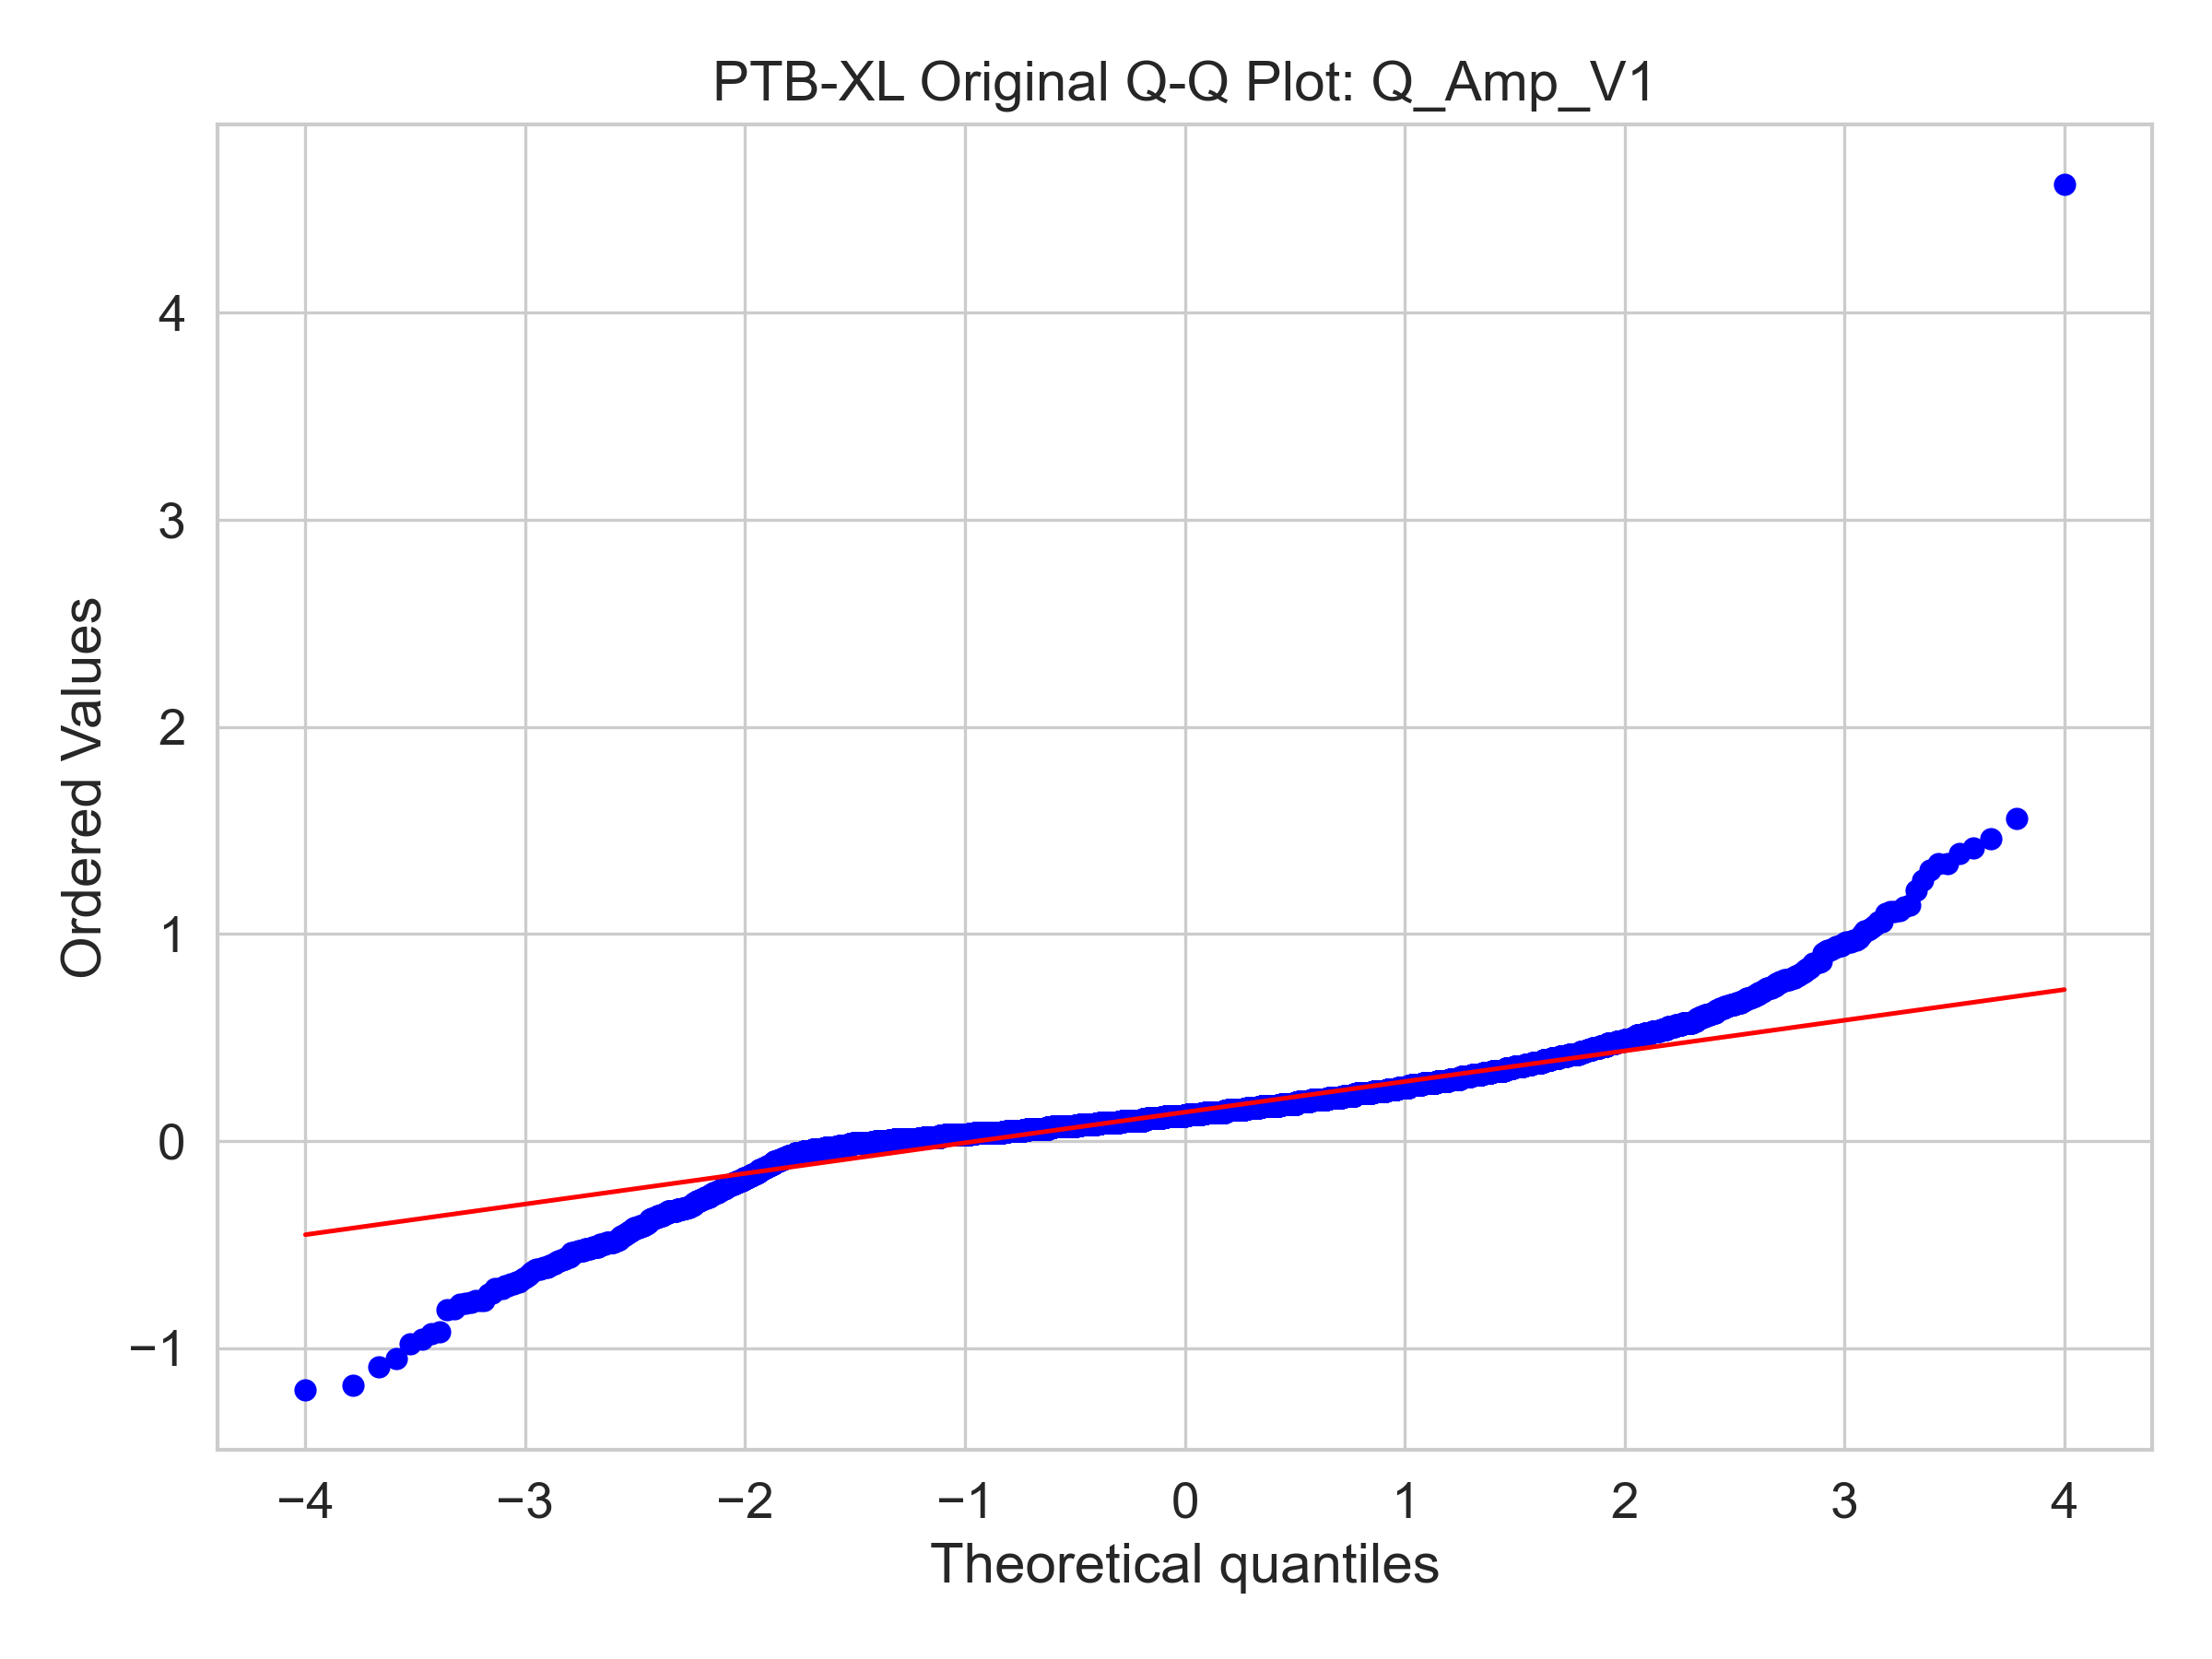 PTB-XL Original Q-Q Plot: Q_Amp_V1
Ordered Values
4
3
2
1
0
−1
−4 −3 −2 −1 0 1 2 3 4
Theoretical quantiles